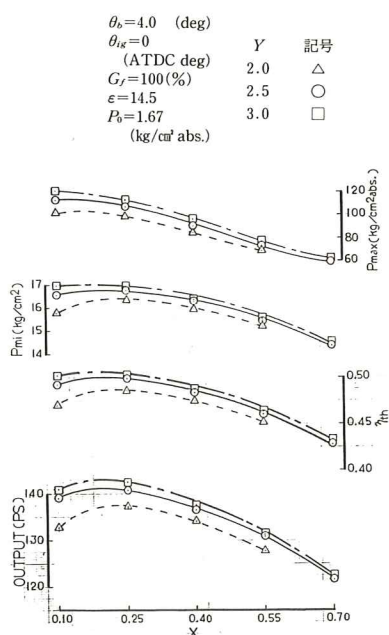 θb=4.0 (deg)
θig=0
(ATDC deg)
Gf=100(%)
ε=14.5
P0=1.67
(kg/cm² abs.)
Y 記号
2.0 △
2.5 ○
3.0 □
Pmax(kg/cm2abs.)
120
100
80
60
Pmi(kg/cm2)
17
16
15
14
ηith
0.50
0.45
0.40
OUTPUT(PS)
140
130
120
0.10 0.25 0.40 0.55 0.70
X